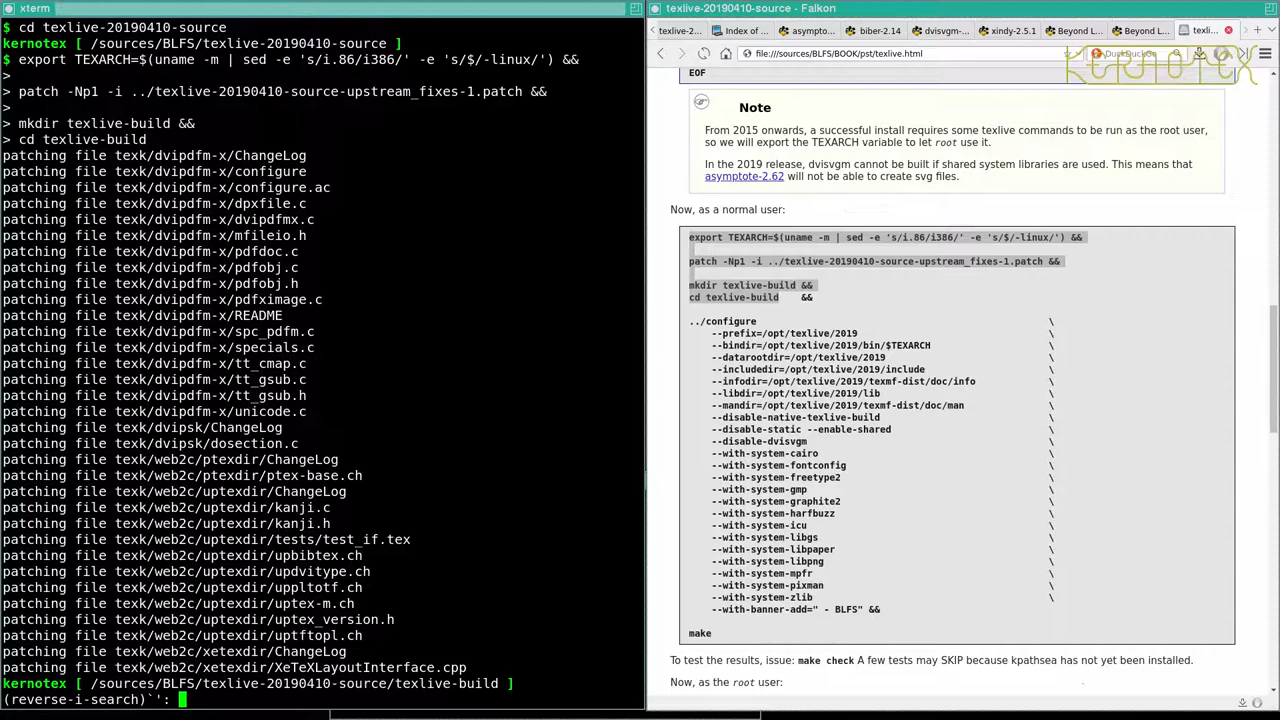 xterm
$ cd texlive-20190410-source
kernotex [ /sources/BLFS/texlive-20190410-source ]
$ export TEXARCH=$(uname -m | sed -e 's/i.86/i386/' -e 's/$/-linux/') &&
>
> patch -Np1 -i ../texlive-20190410-source-upstream_fixes-1.patch &&
>
> mkdir texlive-build &&
> cd texlive-build
patching file texk/dvipdfm-x/ChangeLog
patching file texk/dvipdfm-x/configure
patching file texk/dvipdfm-x/configure.ac
patching file texk/dvipdfm-x/dpxfile.c
patching file texk/dvipdfm-x/dvipdfmx.c
patching file texk/dvipdfm-x/mfileio.h
patching file texk/dvipdfm-x/pdfdoc.c
patching file texk/dvipdfm-x/pdfobj.c
patching file texk/dvipdfm-x/pdfobj.h
patching file texk/dvipdfm-x/pdfximage.c
patching file texk/dvipdfm-x/README
patching file texk/dvipdfm-x/spc_pdfm.c
patching file texk/dvipdfm-x/specials.c
patching file texk/dvipdfm-x/tt_cmap.c
patching file texk/dvipdfm-x/tt_gsub.c
patching file texk/dvipdfm-x/tt_gsub.h
patching file texk/dvipdfm-x/unicode.c
patching file texk/dvipsk/ChangeLog
patching file texk/dvipsk/dosection.c
patching file texk/web2c/ptexdir/ChangeLog
patching file texk/web2c/ptexdir/ptex-base.ch
patching file texk/web2c/uptexdir/ChangeLog
patching file texk/web2c/uptexdir/kanji.c
patching file texk/web2c/uptexdir/kanji.h
patching file texk/web2c/uptexdir/tests/test_if.tex
patching file texk/web2c/uptexdir/upbibtex.ch
patching file texk/web2c/uptexdir/updvitype.ch
patching file texk/web2c/uptexdir/uppltotf.ch
patching file texk/web2c/uptexdir/uptex-m.ch
patching file texk/web2c/uptexdir/uptex_version.h
patching file texk/web2c/uptexdir/uptftopl.ch
patching file texk/web2c/xetexdir/ChangeLog
patching file texk/web2c/xetexdir/XeTeXLayoutInterface.cpp
kernotex [ /sources/BLFS/texlive-20190410-source/texlive-build ]
(reverse-i-search)`':
texlive-20190410-source - Falkon
texlive-2... Index of ... asympto... biber-2.14 dvisvgm-... xindy-2.5.1 Beyond L... Beyond L... texli...
file:///sources/BLFS/BOOK/pst/texlive.html DuckDuckGo
KERNOTEX
EOF
Note
From 2015 onwards, a successful install requires some texlive commands to be run as the root user,
so we will export the TEXARCH variable to let root use it.
In the 2019 release, dvisvgm cannot be built if shared system libraries are used. This means that
asymptote-2.62 will not be able to create svg files.
Now, as a normal user:
export TEXARCH=$(uname -m | sed -e 's/i.86/i386/' -e 's/$/-linux/') &&
patch -Np1 -i ../texlive-20190410-source-upstream_fixes-1.patch &&
mkdir texlive-build &&
cd texlive-build &&
../configure \
--prefix=/opt/texlive/2019 \
--bindir=/opt/texlive/2019/bin/$TEXARCH \
--datarootdir=/opt/texlive/2019 \
--includedir=/opt/texlive/2019/include \
--infodir=/opt/texlive/2019/texmf-dist/doc/info \
--libdir=/opt/texlive/2019/lib \
--mandir=/opt/texlive/2019/texmf-dist/doc/man \
--disable-native-texlive-build \
--disable-static --enable-shared \
--disable-dvisvgm \
--with-system-cairo \
--with-system-fontconfig \
--with-system-freetype2 \
--with-system-gmp \
--with-system-graphite2 \
--with-system-harfbuzz \
--with-system-icu \
--with-system-libgs \
--with-system-libpaper \
--with-system-libpng \
--with-system-mpfr \
--with-system-pixman \
--with-system-zlib \
--with-banner-add=" - BLFS" &&
make
To test the results, issue: make check A few tests may SKIP because kpathsea has not yet been installed.
Now, as the root user: